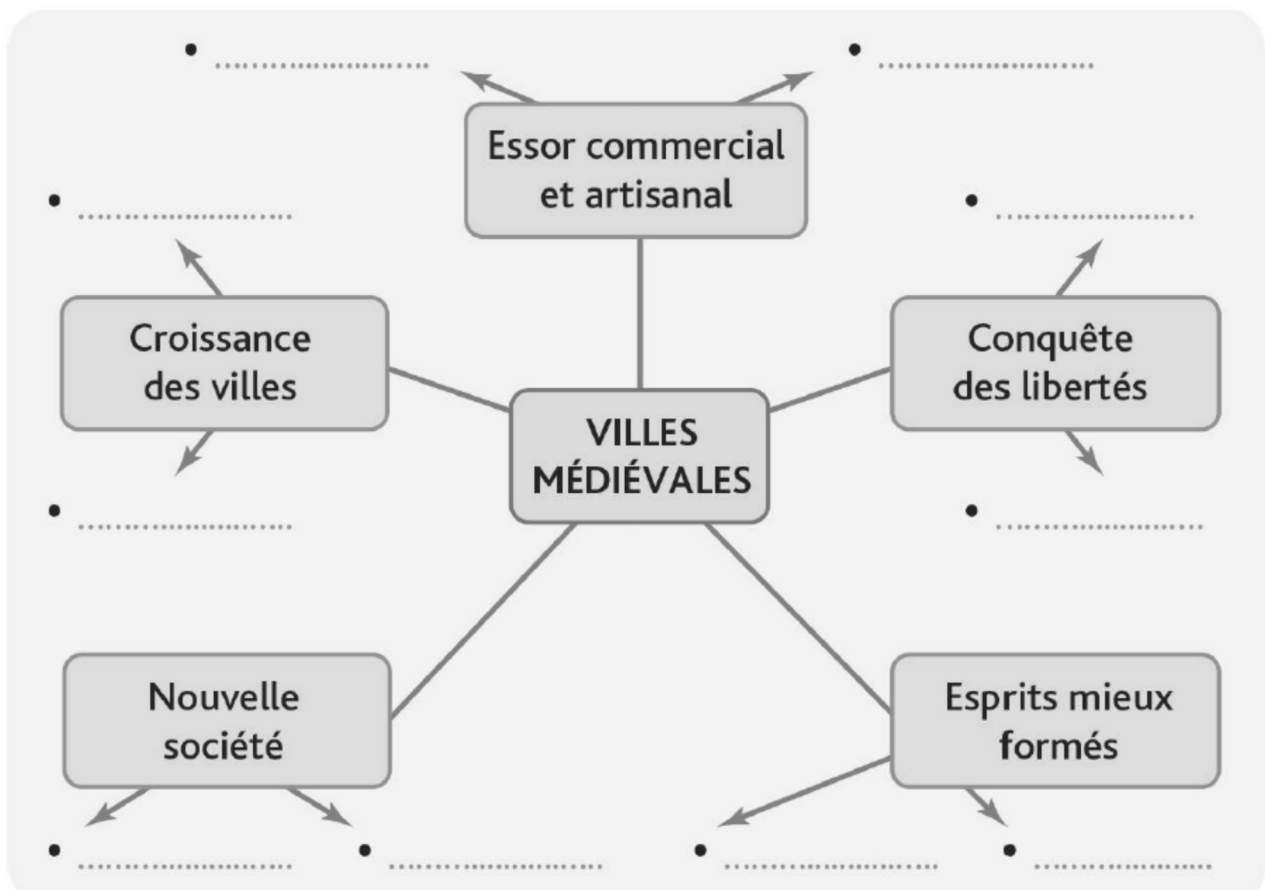 Essor commercial
et artisanal
Croissance
des villes
Conquête
des libertés
VILLES
MÉDIÉVALES
Nouvelle
société
Esprits mieux
formés